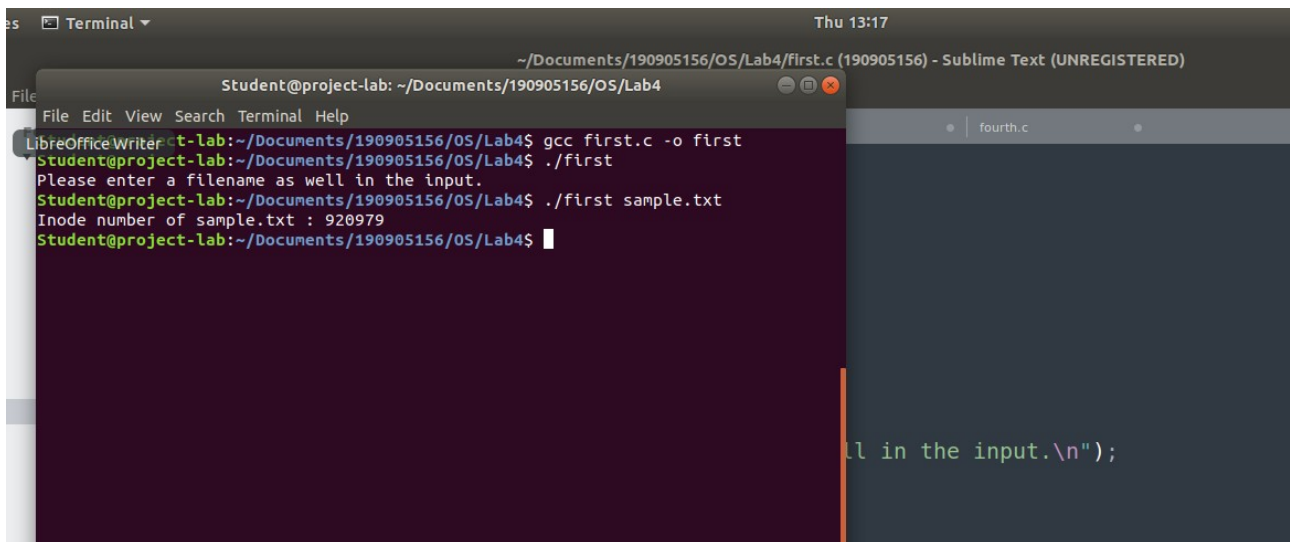 es Terminal Thu 13:17
~/Documents/190905156/OS/Lab4/first.c (190905156) - Sublime Text (UNREGISTERED)
Student@project-lab: ~/Documents/190905156/OS/Lab4
File
File Edit View Search Terminal Help
fourth.c
LibreOffice Writer
Student@project-lab:~/Documents/190905156/OS/Lab4$ gcc first.c -o first
Student@project-lab:~/Documents/190905156/OS/Lab4$ ./first
Please enter a filename as well in the input.
Student@project-lab:~/Documents/190905156/OS/Lab4$ ./first sample.txt
Inode number of sample.txt : 920979
Student@project-lab:~/Documents/190905156/OS/Lab4$
ll in the input.\n");